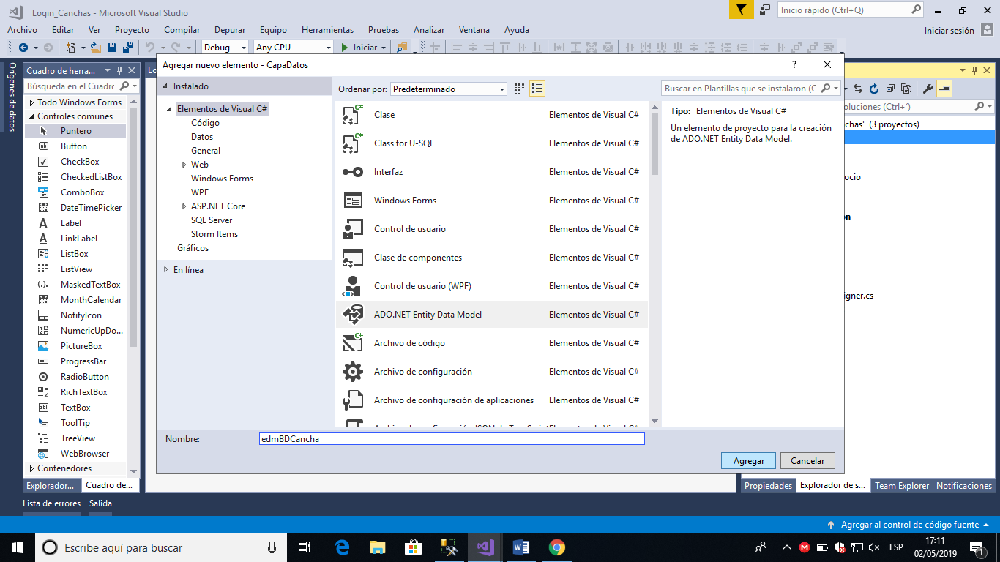 Login_Canchas - Microsoft Visual Studio
Inicio rápido (Ctrl+Q)
Archivo Editar Ver Proyecto Compilar Depurar Equipo Herramientas Pruebas Analizar Ventana Ayuda
Iniciar sesión
Debug Any CPU Iniciar
Orígenes de datos
Cuadro de herra...
Búsqueda en el Cuadro
Todo Windows Forms
Controles comunes
Puntero
Button
CheckBox
CheckedListBox
ComboBox
DateTimePicker
Label
LinkLabel
ListBox
ListView
MaskedTextBox
MonthCalendar
NotifyIcon
NumericUpDo...
PictureBox
ProgressBar
RadioButton
RichTextBox
TextBox
ToolTip
TreeView
WebBrowser
Contenedores
Explorador...
Cuadro de...
Lo
Agregar nuevo elemento - CapaDatos
?
Instalado
Elementos de Visual C#
Código
Datos
General
Web
Windows Forms
WPF
ASP.NET Core
SQL Server
Storm Items
Gráficos
En línea
Ordenar por: Predeterminado
Clase Elementos de Visual C#
Class for U-SQL Elementos de Visual C#
Interfaz Elementos de Visual C#
Windows Forms Elementos de Visual C#
Control de usuario Elementos de Visual C#
Clase de componentes Elementos de Visual C#
Control de usuario (WPF) Elementos de Visual C#
ADO.NET Entity Data Model Elementos de Visual C#
Archivo de código Elementos de Visual C#
Archivo de configuración Elementos de Visual C#
Archivo de configuración de aplicaciones Elementos de Visual C#
Buscar en Plantillas que se instalaron (C
Tipo: Elementos de Visual C#
Un elemento de proyecto para la creación
de ADO.NET Entity Data Model.
Nombre: edmBDCancha
Agregar Cancelar
oluciones (Ctrl+´)
chas' (3 proyectos)
ocio
ón
igner.cs
Propiedades Explorador de s... Team Explorer Notificaciones
Lista de errores Salida
Agregar al control de código fuente
Escribe aquí para buscar
ESP
17:11
02/05/2019
1